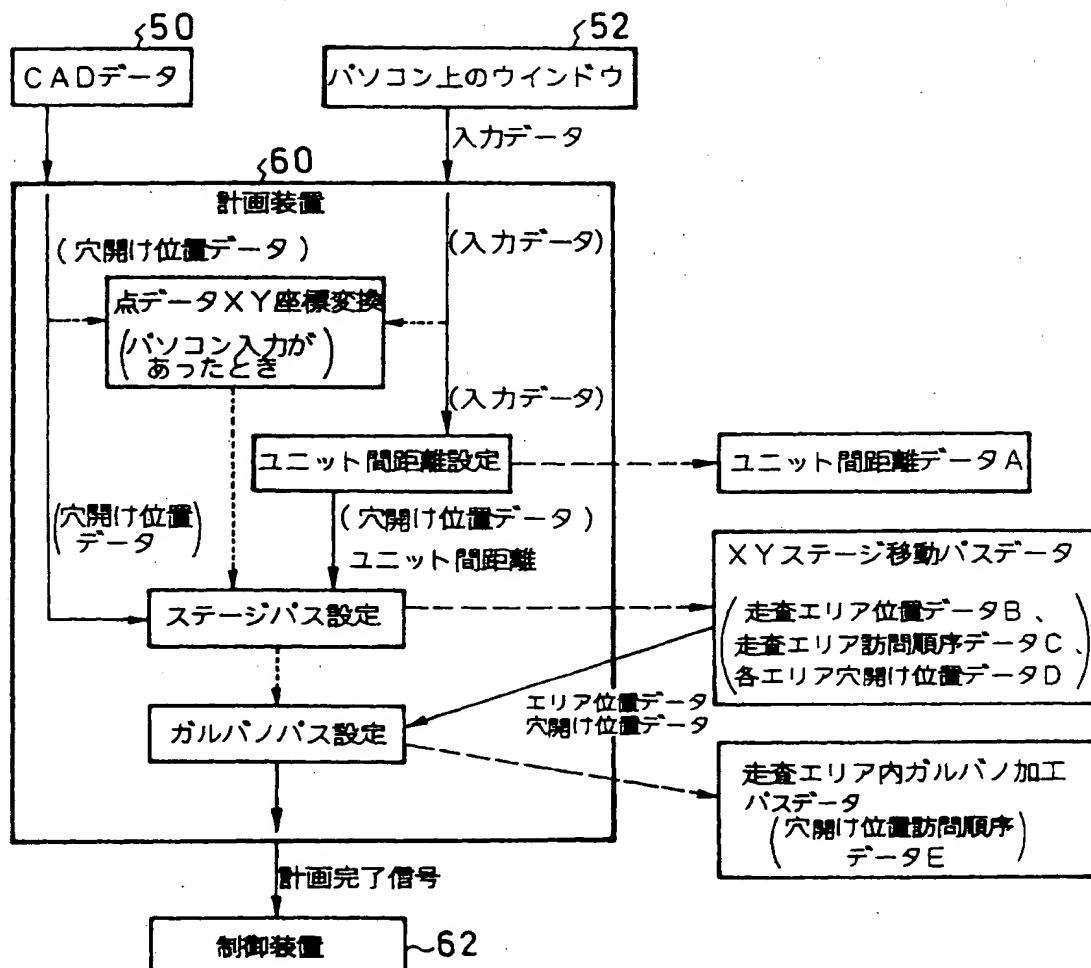 50
CADデータ
52
パソコン上のウインドウ
入力データ
60
計画装置
(穴開け位置データ)
(入力データ)
点データXY座標変換
(パソコン入力が
あったとき)
(入力データ)
ユニット間距離設定
ユニット間距離データA
(穴開け位置
データ)
(穴開け位置データ)
ユニット間距離
ステージパス設定
XYステージ移動パスデータ
(走査エリア位置データB、
走査エリア訪問順序データC、
各エリア穴開け位置データD)
エリア位置データ
穴開け位置データ
ガルバノパス設定
走査エリア内ガルバノ加工
パスデータ
(穴開け位置訪問順序
データE)
計画完了信号
制御装置
62